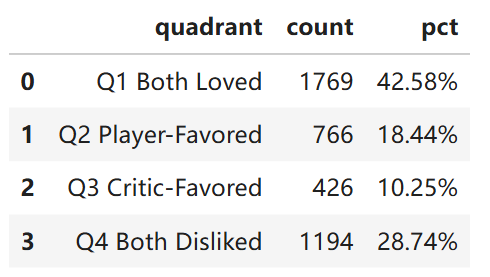 quadrant count pct
0 Q1 Both Loved 1769 42.58%
1 Q2 Player-Favored 766 18.44%
2 Q3 Critic-Favored 426 10.25%
3 Q4 Both Disliked 1194 28.74%